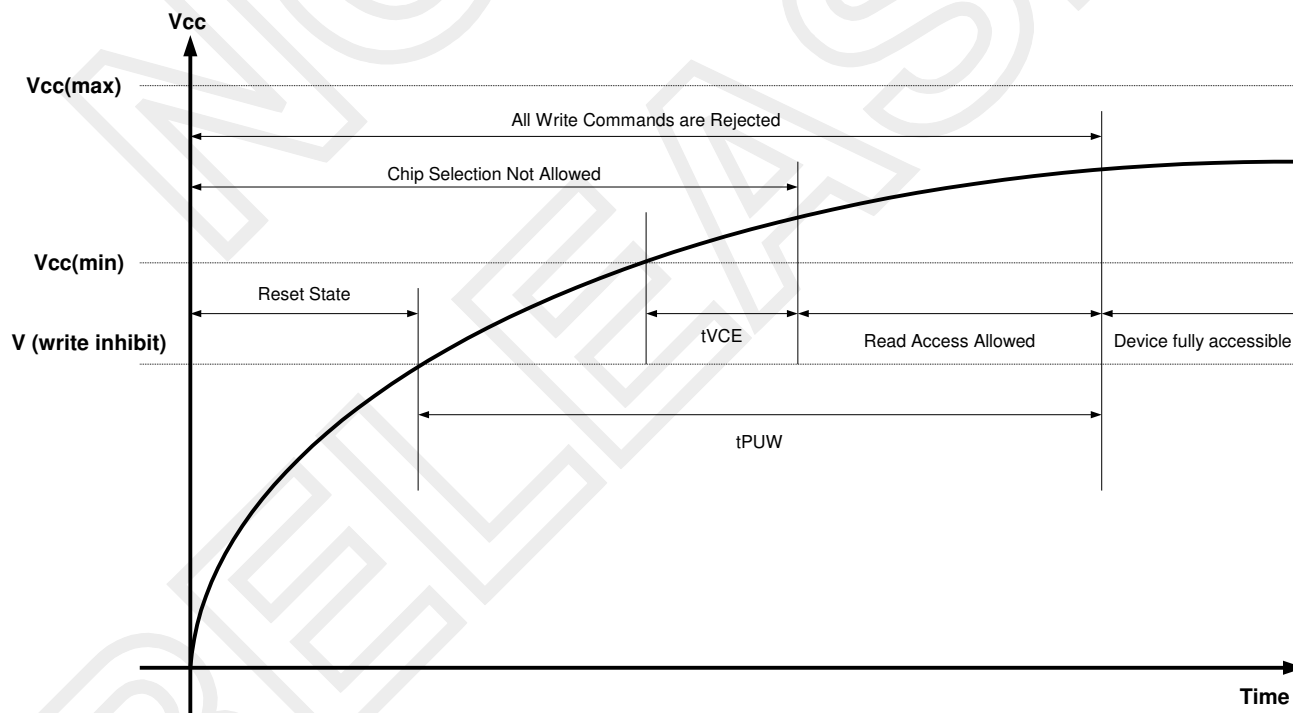 Vcc
Vcc(max)
All Write Commands are Rejected
Chip Selection Not Allowed
Vcc(min)
Reset State
V (write inhibit)
tVCE
Read Access Allowed
Device fully accessible
tPUW
Time